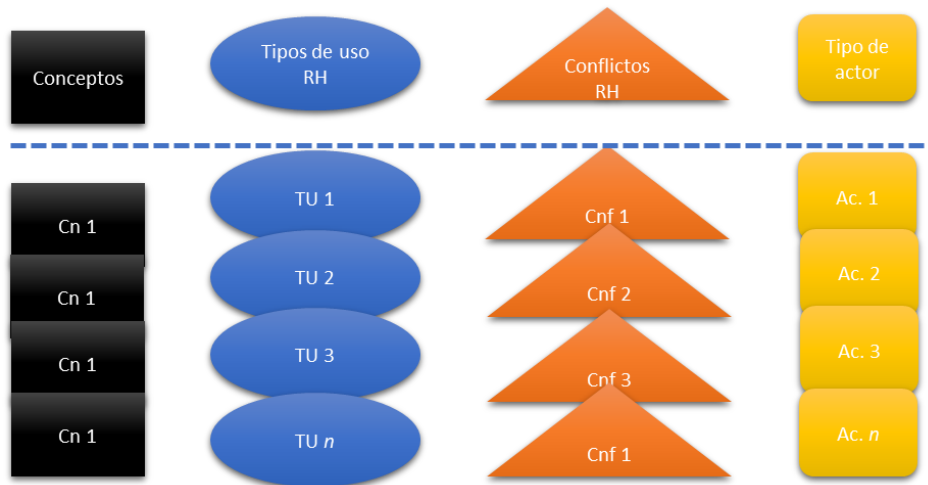 Conceptos
Tipos de uso
RH
Conflictos
RH
Tipo de
actor
Cn 1
TU 1
Cnf 1
Ac. 1
Cn 1
TU 2
Cnf 2
Ac. 2
Cn 1
TU 3
Cnf 3
Ac. 3
Cn 1
TU n
Cnf 1
Ac. n